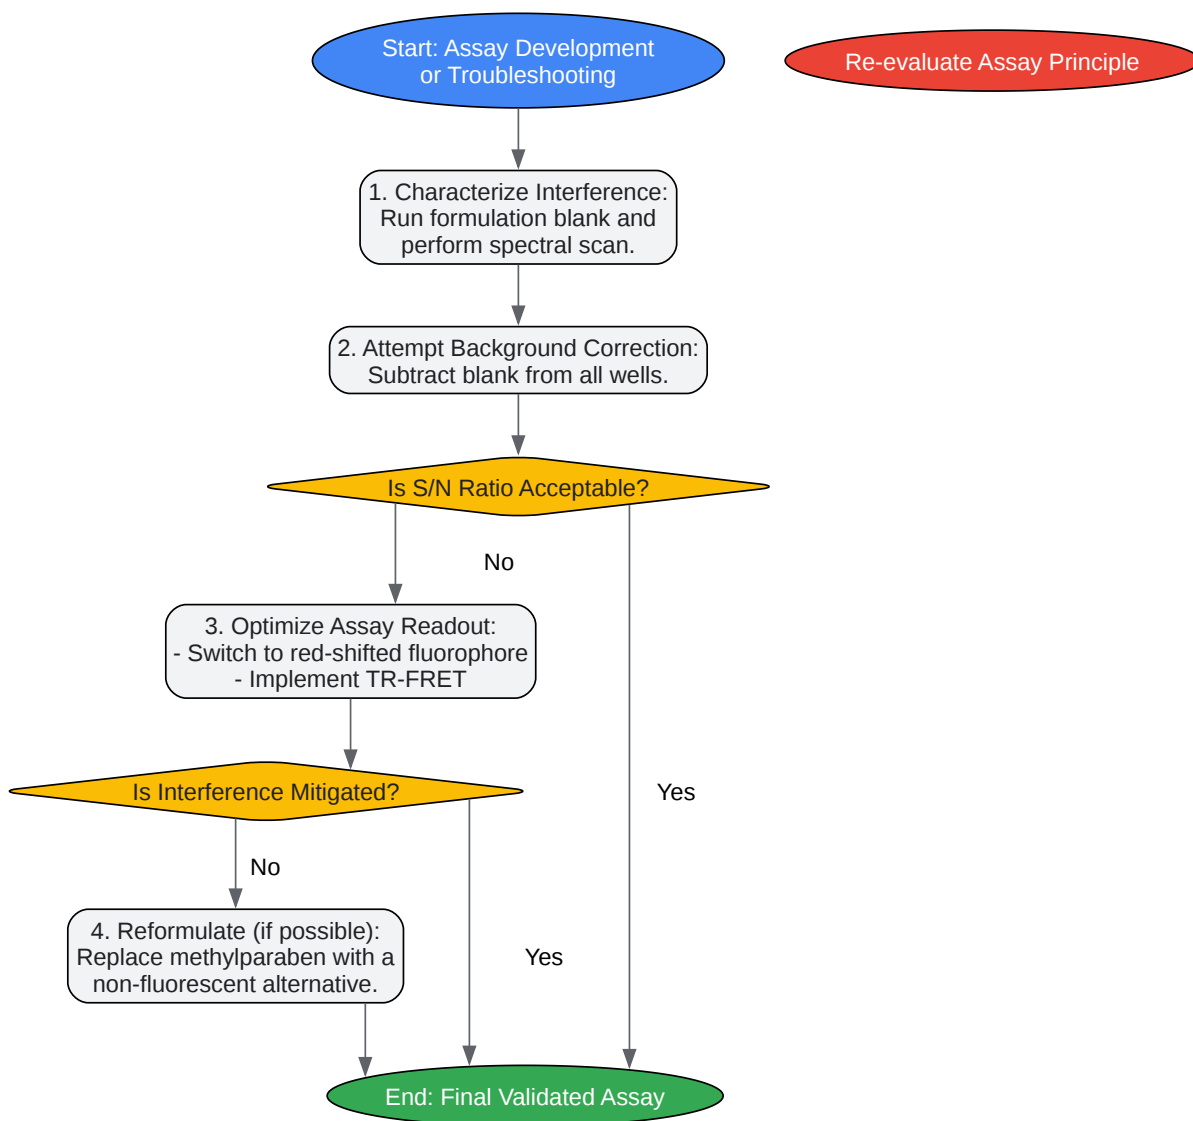 Start: Assay Development
or Troubleshooting
Re-evaluate Assay Principle
1. Characterize Interference:
Run formulation blank and
perform spectral scan.
2. Attempt Background Correction:
Subtract blank from all wells.
Is S/N Ratio Acceptable?
No
3. Optimize Assay Readout:
- Switch to red-shifted fluorophore
- Implement TR-FRET
Yes
Is Interference Mitigated?
No
4. Reformulate (if possible):
Replace methylparaben with a
non-fluorescent alternative.
Yes
End: Final Validated Assay